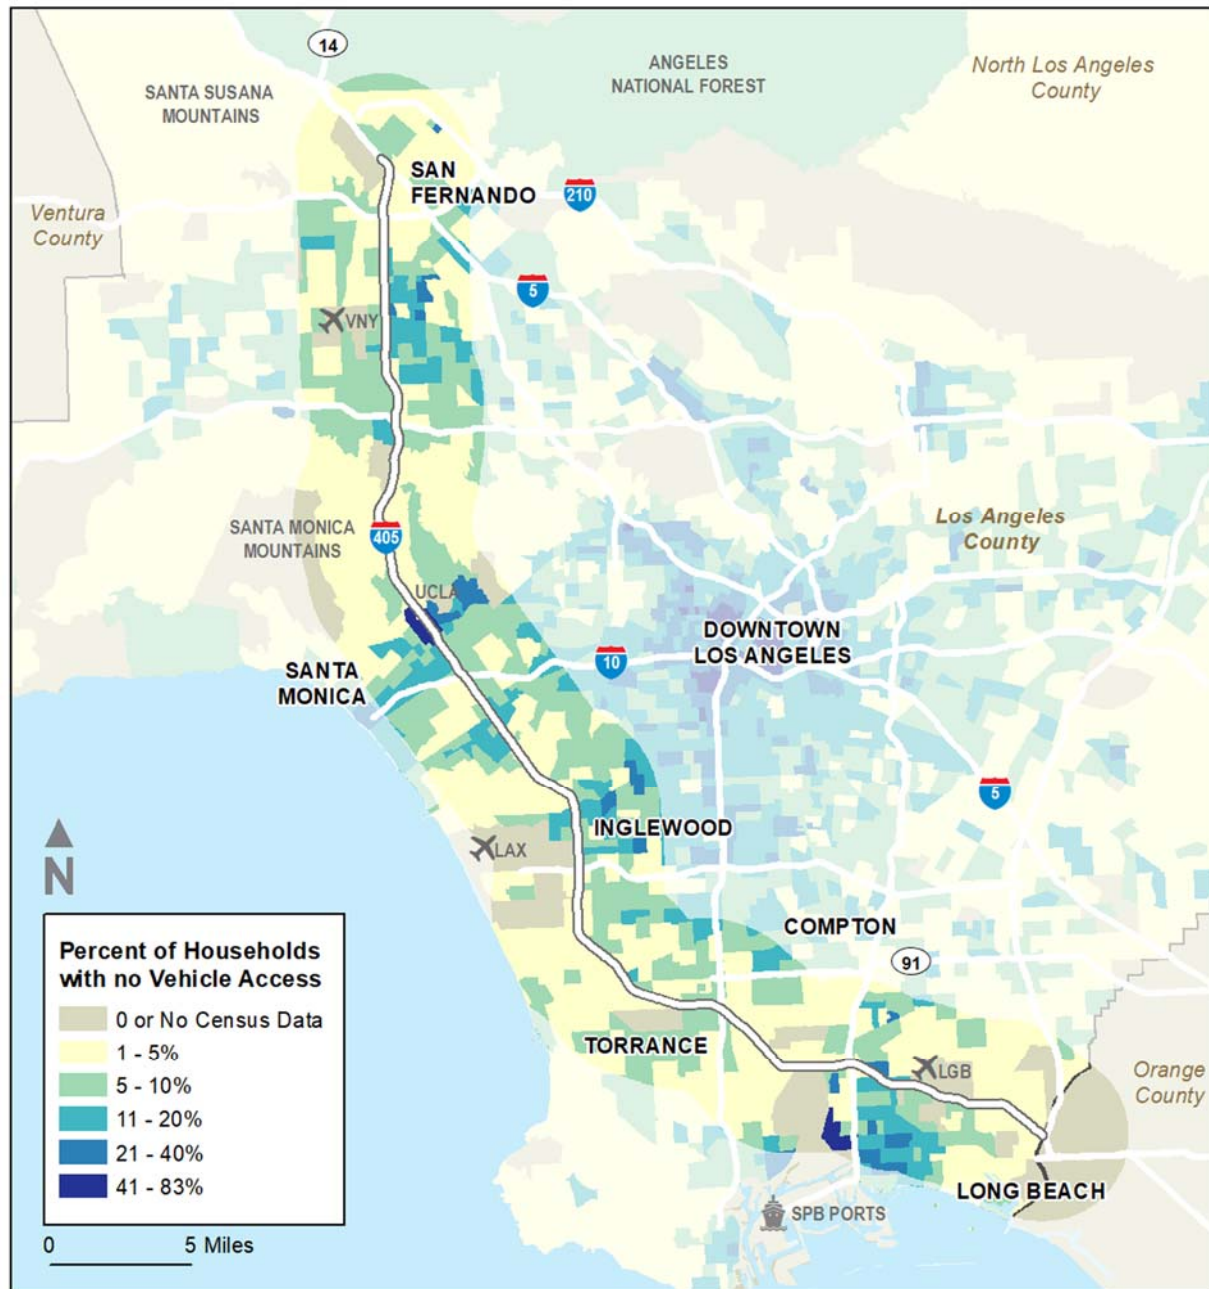 14
ANGELES
NATIONAL FOREST
North Los Angeles
County
SANTA SUSANA
MOUNTAINS
SAN
FERNANDO
210
Ventura
County
5
VNY
SANTA MONICA
MOUNTAINS
405
Los Angeles
County
UCLA
DOWNTOWN
LOS ANGELES
10
SANTA
MONICA
5
INGLEWOOD
LAX
N
COMPTON
91
Percent of Households
with no Vehicle Access
0 or No Census Data
1 - 5%
5 - 10%
11 - 20%
21 - 40%
41 - 83%
TORRANCE
LGB
Orange
County
LONG BEACH
SPB PORTS
0 5 Miles